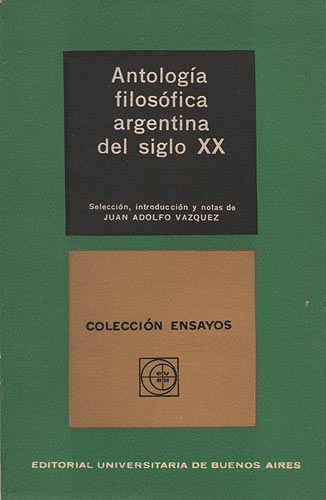 Antología
filosófica
argentina
del siglo XX
Selección, introducción y notas de
JUAN ADOLFO VAZQUEZ
COLECCIÓN ENSAYOS
EDITORIAL UNIVERSITARIA DE BUENOS AIRES